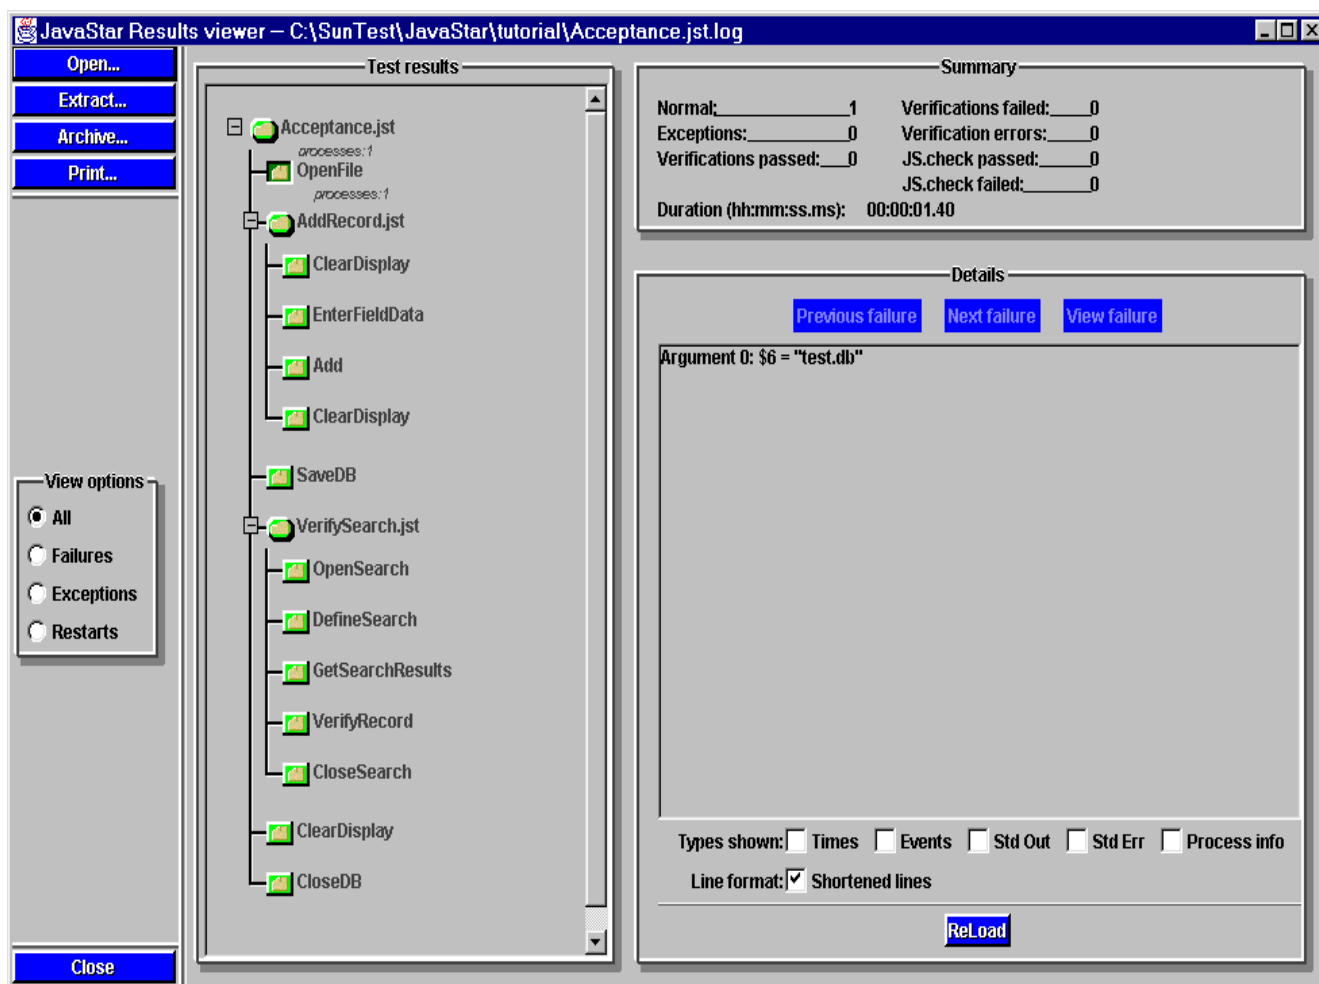 JavaStar Results viewer – C:\SunTest\JavaStar\tutorial\Acceptance.jst.log
Open...
Extract...
Archive...
Print...
View options
All
Failures
Exceptions
Restarts
Close
Test results
Acceptance.jst
processes:1
OpenFile
processes:1
AddRecord.jst
ClearDisplay
EnterFieldData
Add
ClearDisplay
SaveDB
VerifySearch.jst
OpenSearch
DefineSearch
GetSearchResults
VerifyRecord
CloseSearch
ClearDisplay
CloseDB
Summary
Normal: 1 Verifications failed: 0
Exceptions: 0 Verification errors: 0
Verifications passed: 0 JS.check passed: 0
JS.check failed: 0
Duration (hh:mm:ss.ms): 00:00:01.40
Details
Previous failure Next failure View failure
Argument 0: $6 = "test.db"
Types shown: Times Events Std Out Std Err Process info
Line format: Shortened lines
ReLoad